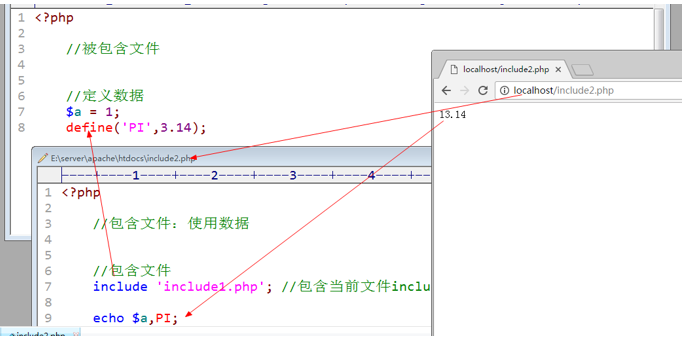 1 <?php
2
3 //被包含文件
4
5
6 //定义数据
7 $a = 1;
8 define('PI',3.14);
localhost/include2.php
localhost/include2.php
13.14
E:\server\apache\htdocs\include2.php
----+----1----+----2----+----3----+----4----+--
1 <?php
2
3 //包含文件：使用数据
4
5
6 //包含文件
7 include 'include1.php'; //包含当前文件inclu
8
9 echo $a,PI;
include2.php